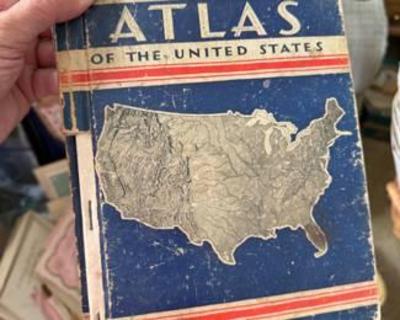 ATLAS
OF THE UNITED STATES